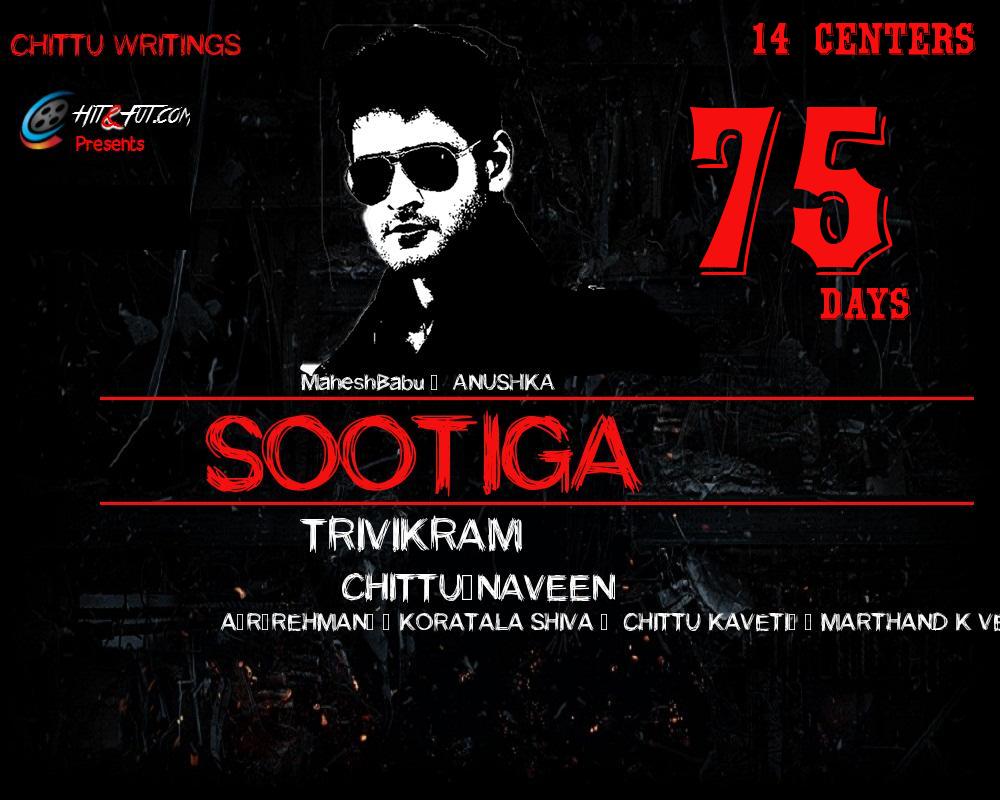 CHITTU WRITINGS
14 CENTERS
HIT&FUT.COM
Presents
75
DAYS
MaheshBabu▯ ANUSHKA
SOOTIGA
TRIVIKRAM
CHITTU▯NAVEEN
A▯R▯REHMAN▯ ▯ KORATALA SHIVA ▯ CHITTU KAVETI▯ ▯ MARTHAND K VE